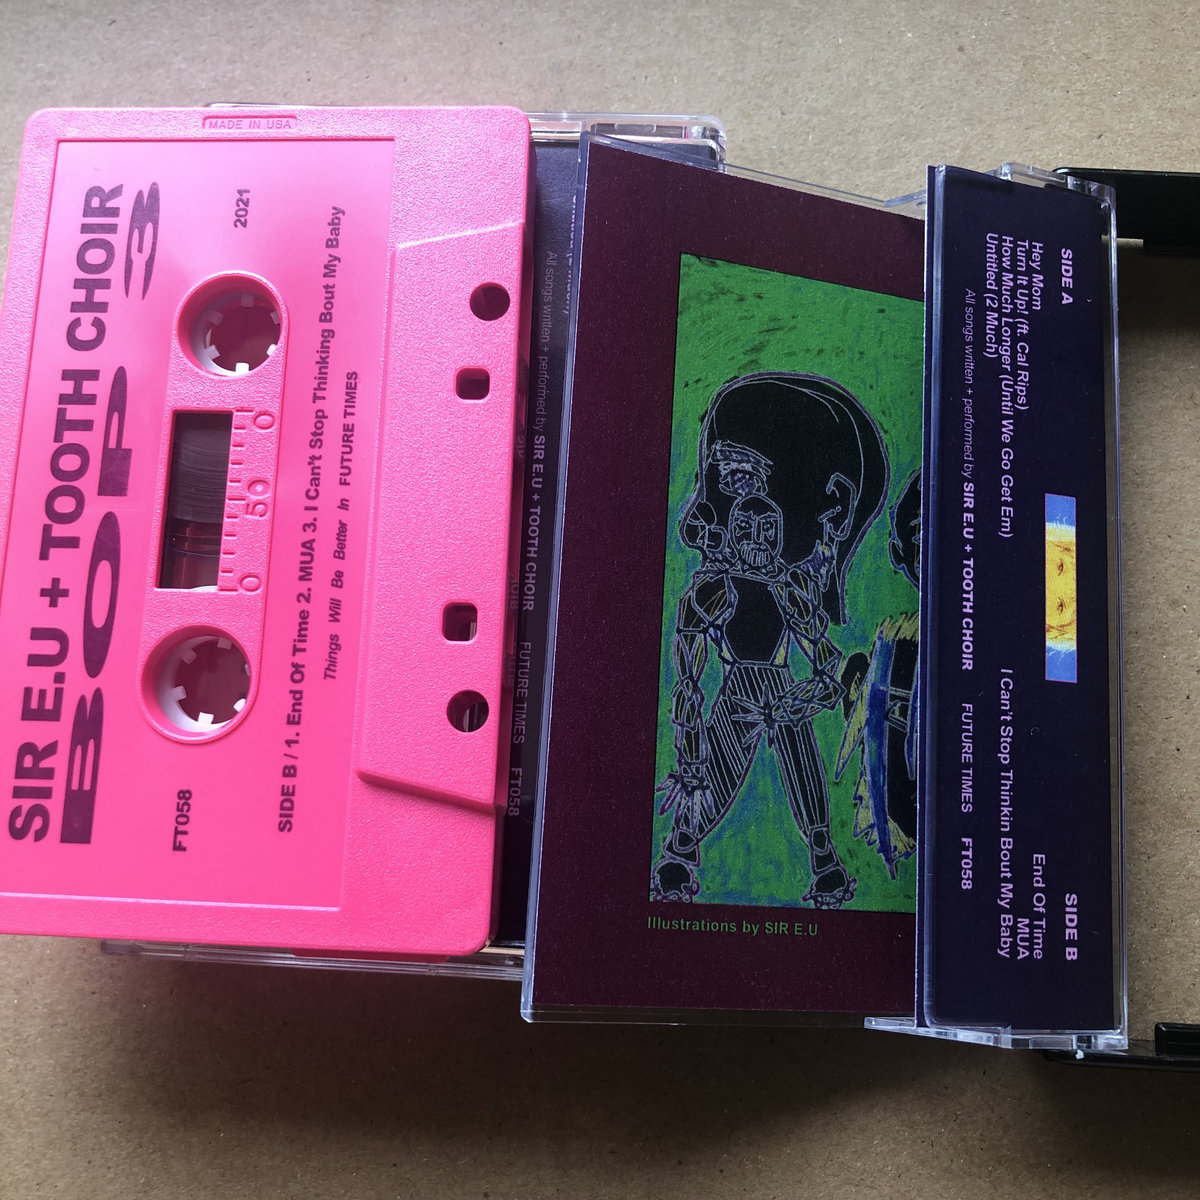 MADE IN USA
SIR E.U + TOOTH CHOIR
BOP 3
2021
FT058
0 50 0
SIDE B / 1. End Of Time 2. MUA 3. I Can't Stop Thinking Bout My Baby
Things Will Be Better In FUTURE TIMES
All songs written + performed by SIR E.U + TOOTH CHOIR FUTURE TIMES FT058
Illustrations by SIR E.U
SIDE A
Hey Mom
Turn It Up! (ft. Cal Rips)
How Much Longer (Until We Go Get Em)
Untitled (2 Much)
SIDE B
End Of Time
MUA
I Can't Stop Thinkin Bout My Baby
All songs written + performed by SIR E.U + TOOTH CHOIR FUTURE TIMES FT058